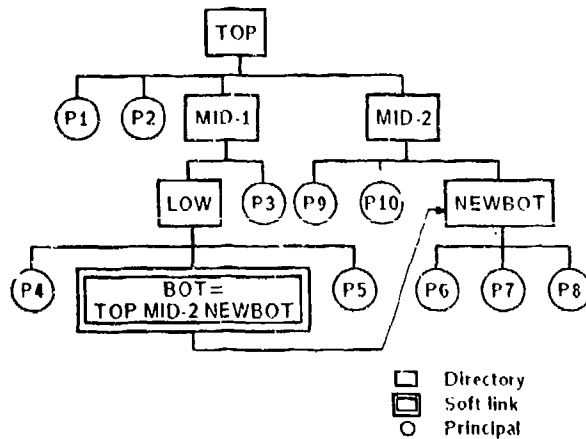 TOP
P1 P2 MID-1 MID-2
LOW P3 P9 P10 NEWBOT
P4 BOT= P5 P6 P7 P8
TOP MID-2 NEWBOT
Directory
Soft link
Principal